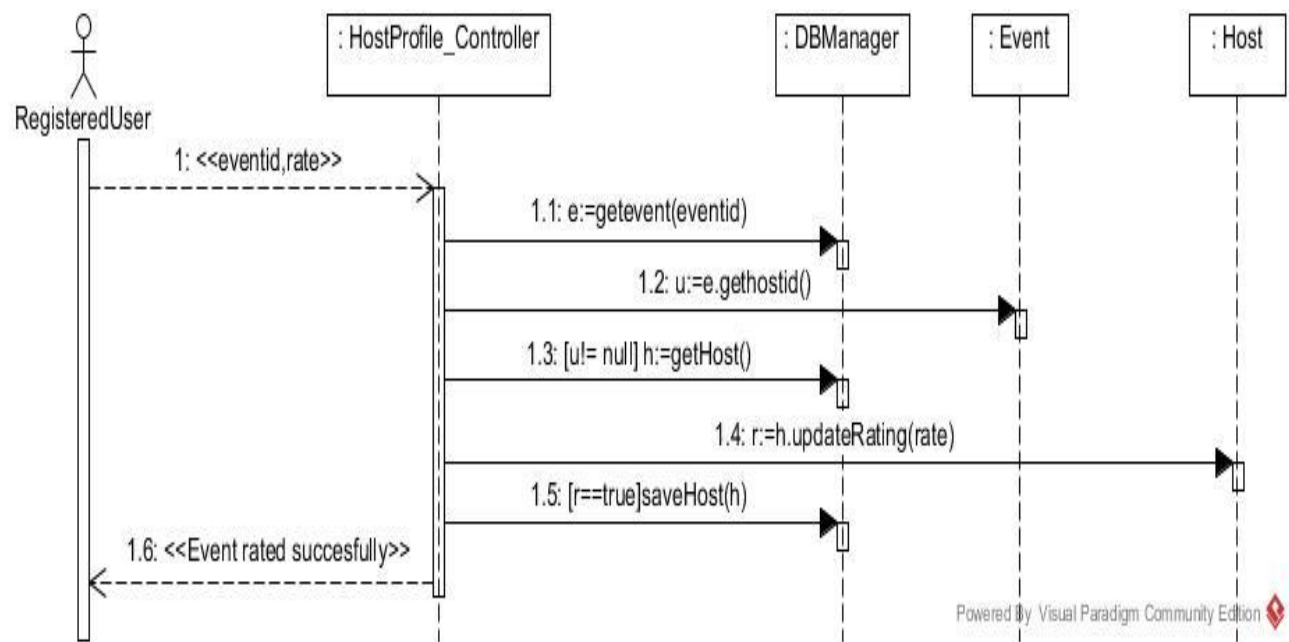 : HostProfile_Controller
: DBManager
: Event
: Host
RegisteredUser
1: <<eventid,rate>>
1.1: e:=getevent(eventid)
1.2: u:=e.gethostid()
1.3: [u!= null] h:=getHost()
1.4: r:=h.updateRating(rate)
1.5: [r==true]saveHost(h)
1.6: <<Event rated succesfully>>
Powered By Visual Paradigm Community Edition